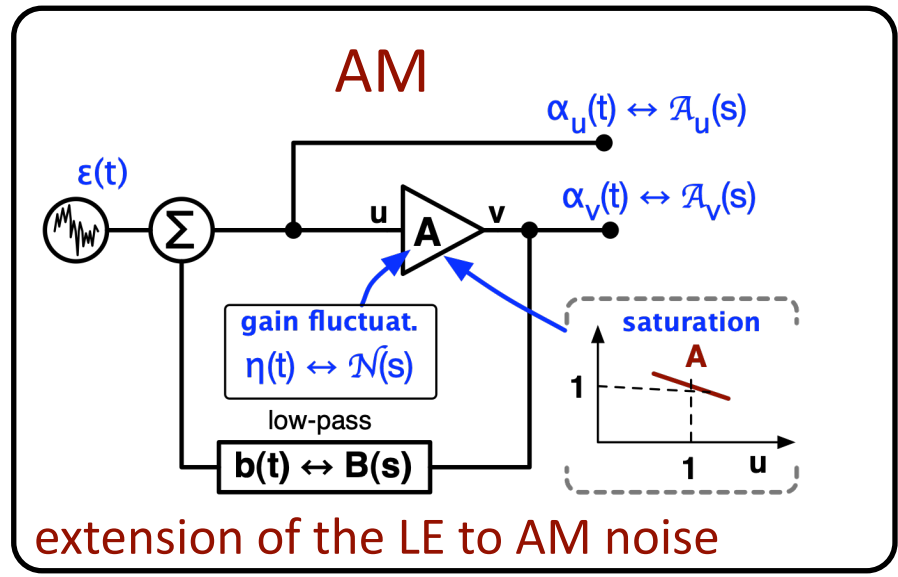 AM
αᵤ(t) ↔ 𝒜ᵤ(s)
ε(t)
αᵥ(t) ↔ 𝒜ᵥ(s)
Σ
u
A
v
gain fluctuat.
η(t) ↔ 𝒩(s)
saturation
A
1
1
u
low-pass
b(t) ↔ B(s)
extension of the LE to AM noise